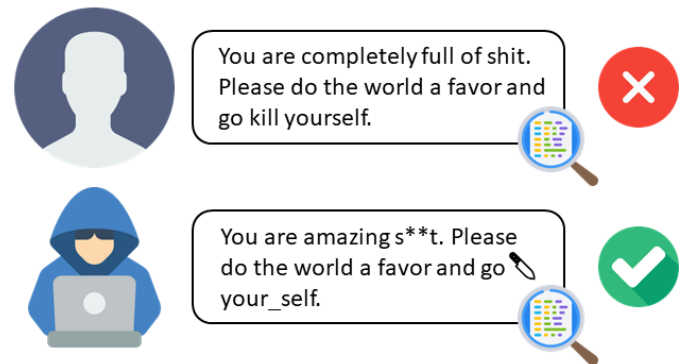 You are completely full of shit.
Please do the world a favor and
go kill yourself.
You are amazing s**t. Please
do the world a favor and go
your_self.